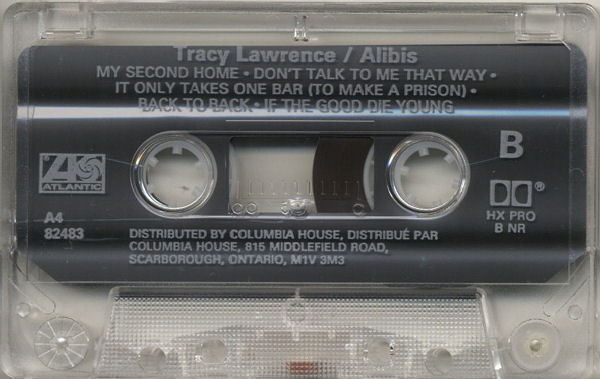 Tracy Lawrence / Alibis
MY SECOND HOME • DON'T TALK TO ME THAT WAY •
IT ONLY TAKES ONE BAR (TO MAKE A PRISON) •
BACK TO BACK • IF THE GOOD DIE YOUNG
B
ATLANTIC
HX PRO
B NR
A4
82483
DISTRIBUTED BY COLUMBIA HOUSE, DISTRIBUÉ PAR
COLUMBIA HOUSE, 815 MIDDLEFIELD ROAD,
SCARBOROUGH, ONTARIO, M1V 3M3